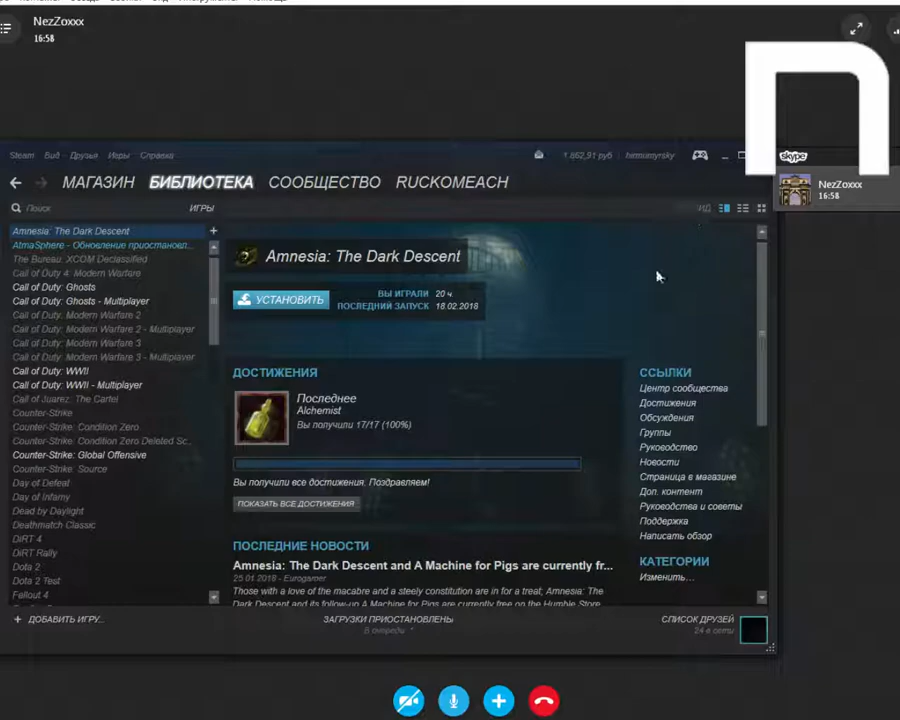 NezZoxxx
16:58
skype
NezZoxxx
16:58
Steam Вид Друзья Игры Справка
1 862,91 руб
МАГАЗИН БИБЛИОТЕКА СООБЩЕСТВО RUCKOMEACH
Поиск ИГРЫ
Amnesia: The Dark Descent
AtmaSphere - Обновление приостановл...
The Bureau: XCOM Declassified
Call of Duty 4: Modern Warfare
Call of Duty: Ghosts
Call of Duty: Ghosts - Multiplayer
Call of Duty: Modern Warfare 2
Call of Duty: Modern Warfare 2 - Multiplayer
Call of Duty: Modern Warfare 3
Call of Duty: Modern Warfare 3 - Multiplayer
Call of Duty: WWII
Call of Duty: WWII - Multiplayer
Call of Juarez: The Cartel
Counter-Strike
Counter-Strike: Condition Zero
Counter-Strike: Condition Zero Deleted Sc...
Counter-Strike: Global Offensive
Counter-Strike: Source
Day of Defeat
Day of Infamy
Dead by Daylight
Deathmatch Classic
DiRT 4
DiRT Rally
Dota 2
Dota 2 Test
Fallout 4
Amnesia: The Dark Descent
УСТАНОВИТЬ
ВЫ ИГРАЛИ 20 ч.
ПОСЛЕДНИЙ ЗАПУСК 18.02.2018
ДОСТИЖЕНИЯ
Последнее
Alchemist
Вы получили 17/17 (100%)
Вы получили все достижения. Поздравляем!
ПОКАЗАТЬ ВСЕ ДОСТИЖЕНИЯ
ПОСЛЕДНИЕ НОВОСТИ
Amnesia: The Dark Descent and A Machine for Pigs are currently fr...
25.01.2018 - Eurogamer
Those with a love of the macabre and a steely constitution are in for a treat; Amnesia: The
Dark Descent and its follow-up A Machine for Pigs are currently free on the Humble Store
ССЫЛКИ
Центр сообщества
Достижения
Обсуждения
Группы
Руководство
Новости
Страница в магазине
Доп. контент
Руководства и советы
Поддержка
Написать обзор
КАТЕГОРИИ
Изменить...
+ ДОБАВИТЬ ИГРУ...
ЗАГРУЗКИ ПРИОСТАНОВЛЕНЫ
В очереди
СПИСОК ДРУЗЕЙ
24 в сети